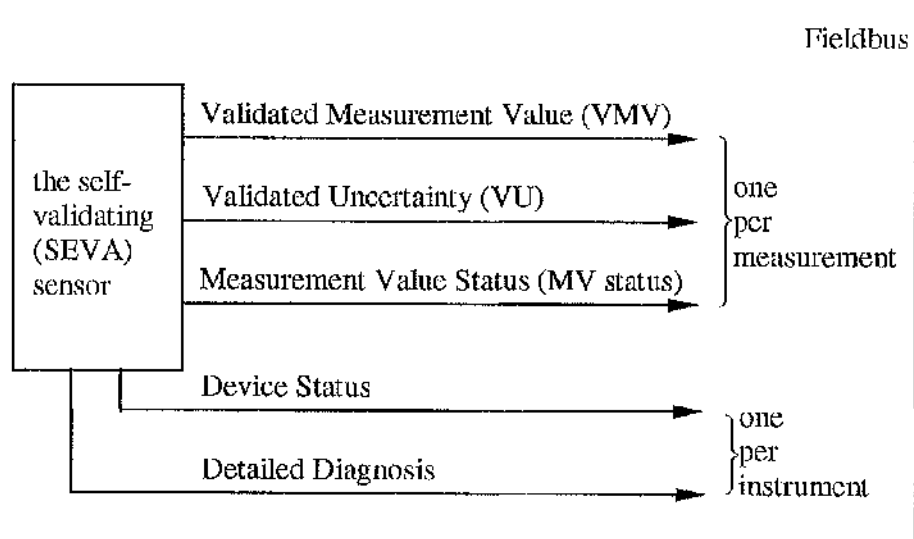 Fieldbus
Validated Measurement Value (VMV)
the self-
validating
(SEVA)
sensor
Validated Uncertainty (VU)
one
per
measurement
Measurement Value Status (MV status)
Device Status
one
per
instrument
Detailed Diagnosis